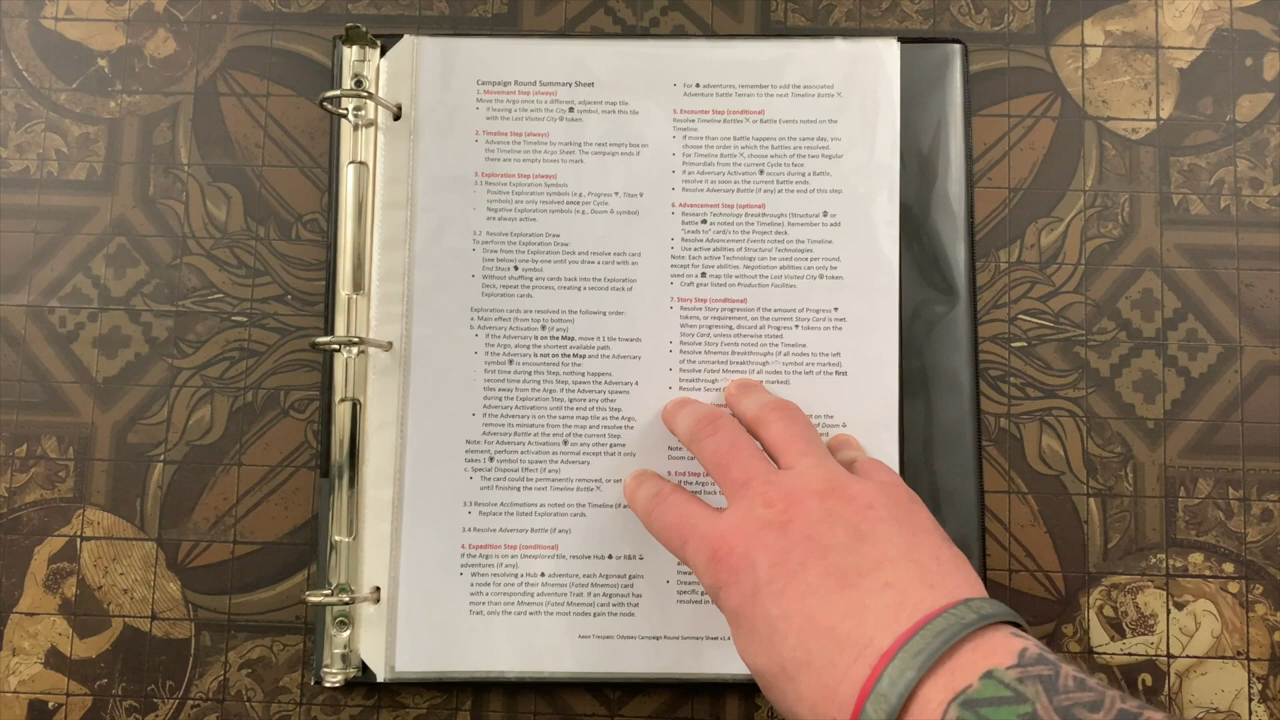 Campaign Round Summary Sheet
1. Movement Step (always)
Move the Argo once to a different, adjacent map tile.
• If leaving a tile with the City symbol, mark this tile
with the Last Visited City token.
2. Timeline Step (always)
• Advance the Timeline by marking the next empty box on
the Timeline on the Argo Sheet. The campaign ends if
there are no empty boxes to mark.
3. Exploration Step (always)
3.1 Resolve Exploration Symbols
- Positive Exploration symbols (e.g., Progress , Titan
symbols) are only resolved once per Cycle.
- Negative Exploration symbols (e.g., Doom symbol)
are always active.
3.2 Resolve Exploration Draw
To perform the Exploration Draw:
• Draw from the Exploration Deck and resolve each card
(see below) one-by-one until you draw a card with an
End Stack symbol.
• Without shuffling any cards back into the Exploration
Deck, repeat the process, creating a second stack of
Exploration cards.
Exploration cards are resolved in the following order:
a. Main effect (from top to bottom)
b. Adversary Activation (if any)
• If the Adversary is on the Map, move it 1 tile towards
the Argo, along the shortest available path.
• If the Adversary is not on the Map and the Adversary
symbol is encountered for the:
- first time during this Step, nothing happens.
- second time during this Step, spawn the Adversary 4
tiles away from the Argo. If the Adversary spawns
during the Exploration Step, ignore any other
Adversary Activations until the end of this Step.
• If the Adversary is on the same map tile as the Argo,
remove its miniature from the map and resolve the
Adversary Battle at the end of the current Step.
Note: For Adversary Activations on any other game
element, perform activation as normal except that it only
takes 1 symbol to spawn the Adversary.
c. Special Disposal Effect (if any)
• The card could be permanently removed, or set
until finishing the next Timeline Battle .
3.3 Resolve Acclimations as noted on the Timeline (if
• Replace the listed Exploration cards.
3.4 Resolve Adversary Battle (if any).
4. Expedition Step (conditional)
If the Argo is on an Unexplored tile, resolve Hub or R&R
adventures (if any).
• When resolving a Hub adventure, each Argonaut gains
a node for one of their Mnemos (Fated Mnemos) card
with a corresponding adventure Trait. If an Argonaut has
more than one Mnemos (Fated Mnemos) card with that
Trait, only the card with the most nodes gain the node.
• For adventures, remember to add the associated
Adventure Battle Terrain to the next Timeline Battle .
5. Encounter Step (conditional)
Resolve Timeline Battles or Battle Events noted on the
Timeline.
• If more than one Battle happens on the same day, you
choose the order in which the Battles are resolved.
• For Timeline Battle , choose which of the two Regular
Primordials from the current Cycle to face.
• If an Adversary Activation occurs during a Battle,
resolve it as soon as the current Battle ends.
• Resolve Adversary Battle (if any) at the end of this step.
6. Advancement Step (optional)
• Research Technology Breakthroughs (Structural or
Battle as noted on the Timeline). Remember to add
"Leads to" card/s to the Project deck.
• Resolve Advancement Events noted on the Timeline.
• Use active abilities of Structural Technologies.
Note: Each active Technology can be used once per round,
except for Save abilities. Negotiation abilities can only be
used on a map tile without the Last Visited City token.
• Craft gear listed on Production Facilities.
7. Story Step (conditional)
• Resolve Story progression if the amount of Progress
tokens, or requirement, on the current Story Card is met.
When progressing, discard all Progress tokens on the
Story Card, unless otherwise stated.
• Resolve Story Events noted on the Timeline.
• Resolve Mnemos Breakthroughs (if all nodes to the left
of the unmarked breakthrough symbol are marked).
• Resolve Fated Mnemos (if all nodes to the left of the first
breakthrough are marked).
• Resolve Secret
on the
of Doom
card
Note:
Doom
9. End Step
• If the Argo is
back to
• Dreams
specific
resolved in
Aeon Trespass: Odyssey Campaign Round Summary Sheet v1.4